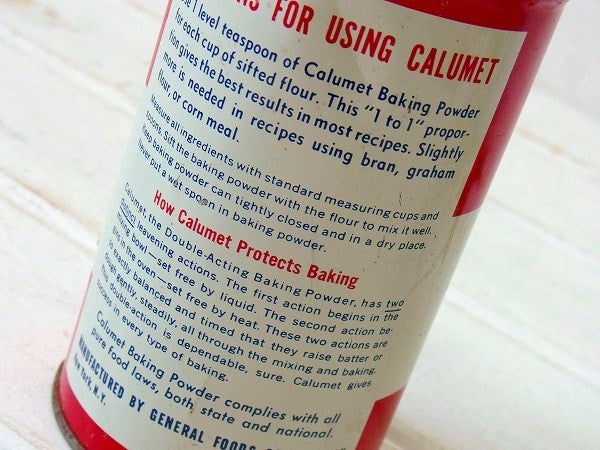 NS FOR USING CALUMET
se 1 level teaspoon of Calumet Baking Powder
for each cup of sifted flour. This "1 to 1" propor-
tion gives the best results in most recipes. Slightly
more is needed in recipes using bran, graham
flour, or corn meal.
Measure all ingredients with standard measuring cups and
spoons. Sift the baking powder with the flour to mix it well.
Keep baking powder can tightly closed and in a dry place.
Never put a wet spoon in baking powder.
How Calumet Protects Baking
Calumet, the Double-Acting Baking Powder, has two
distinct leavening actions. The first action begins in the
mixing bowl—set free by liquid. The second action be-
gins in the oven—set free by heat. These two actions are
so exactly balanced and timed that they raise batter or
dough gently, steadily, all through the mixing and baking.
This double-action is dependable, sure. Calumet gives
success in every type of baking.
Calumet Baking Powder complies with all
pure food laws, both state and national.
MANUFACTURED BY GENERAL FOODS
New York, N.Y.